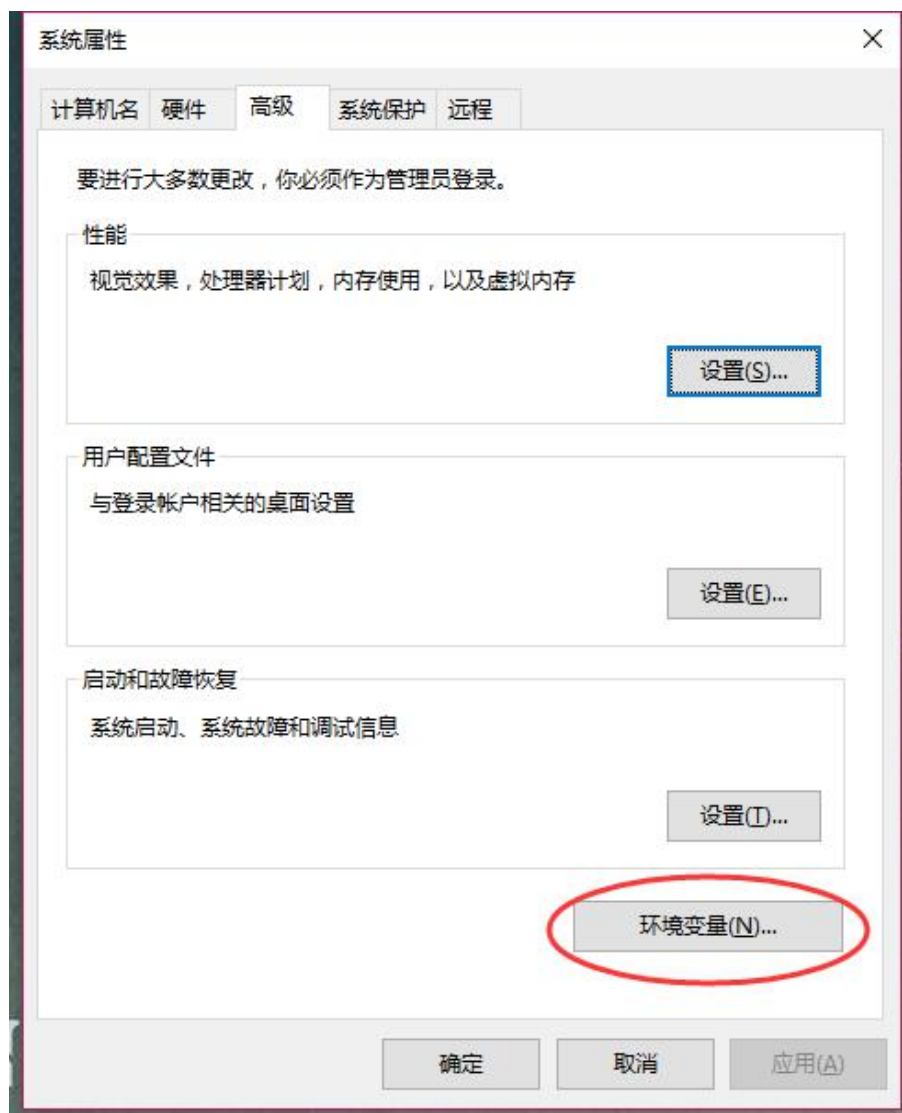 系统属性
计算机名 硬件 高级 系统保护 远程
要进行大多数更改，你必须作为管理员登录。
性能
视觉效果，处理器计划，内存使用，以及虚拟内存
设置(S)...
用户配置文件
与登录帐户相关的桌面设置
设置(E)...
启动和故障恢复
系统启动、系统故障和调试信息
设置(T)...
环境变量(N)...
确定 取消 应用(A)